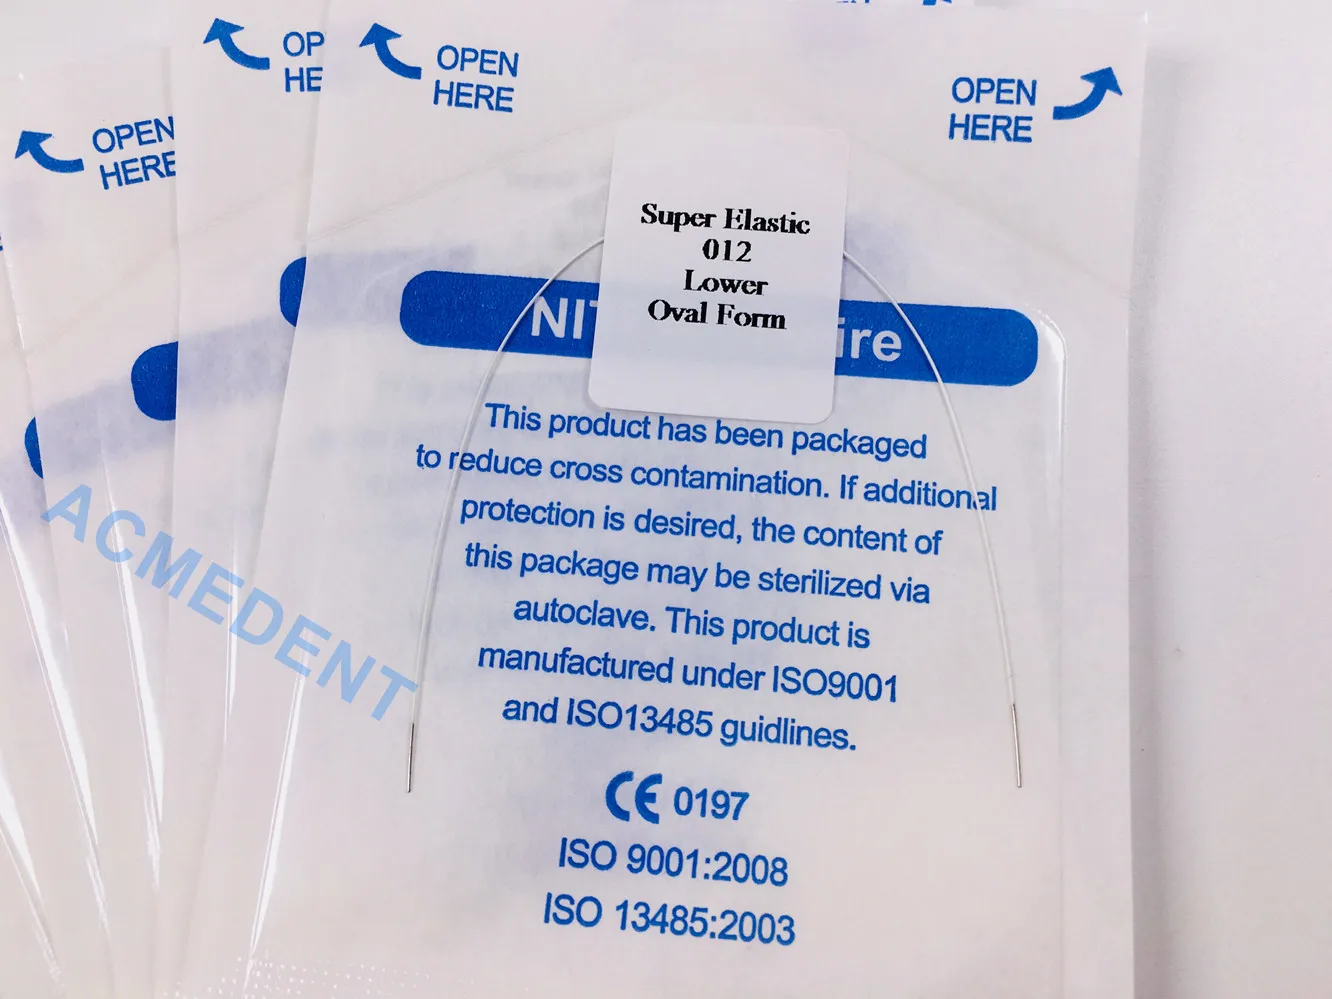 OPEN
HERE
OPEN
HERE
OPEN
HERE
OPEN
HERE
Super Elastic
012
Lower
Oval Form
This product has been packaged
to reduce cross contamination. If additional
protection is desired, the content of
this package may be sterilized via
autoclave. This product is
manufactured under ISO9001
and ISO13485 guidlines.
CE 0197
ISO 9001:2008
ISO 13485:2003
ACMEDENT